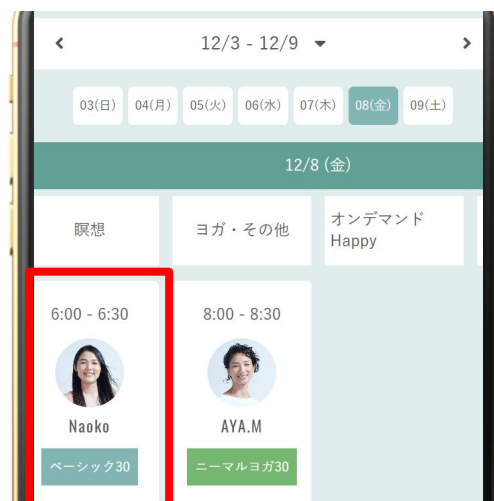 12/3 - 12/9
03(日) 04(月) 05(火) 06(水) 07(木) 08(金) 09(土)
12/8 (金)
瞑想
ヨガ・その他
オンデマンド
Happy
6:00 - 6:30
8:00 - 8:30
Naoko
AYA.M
ベーシック30
ニーマルヨガ30